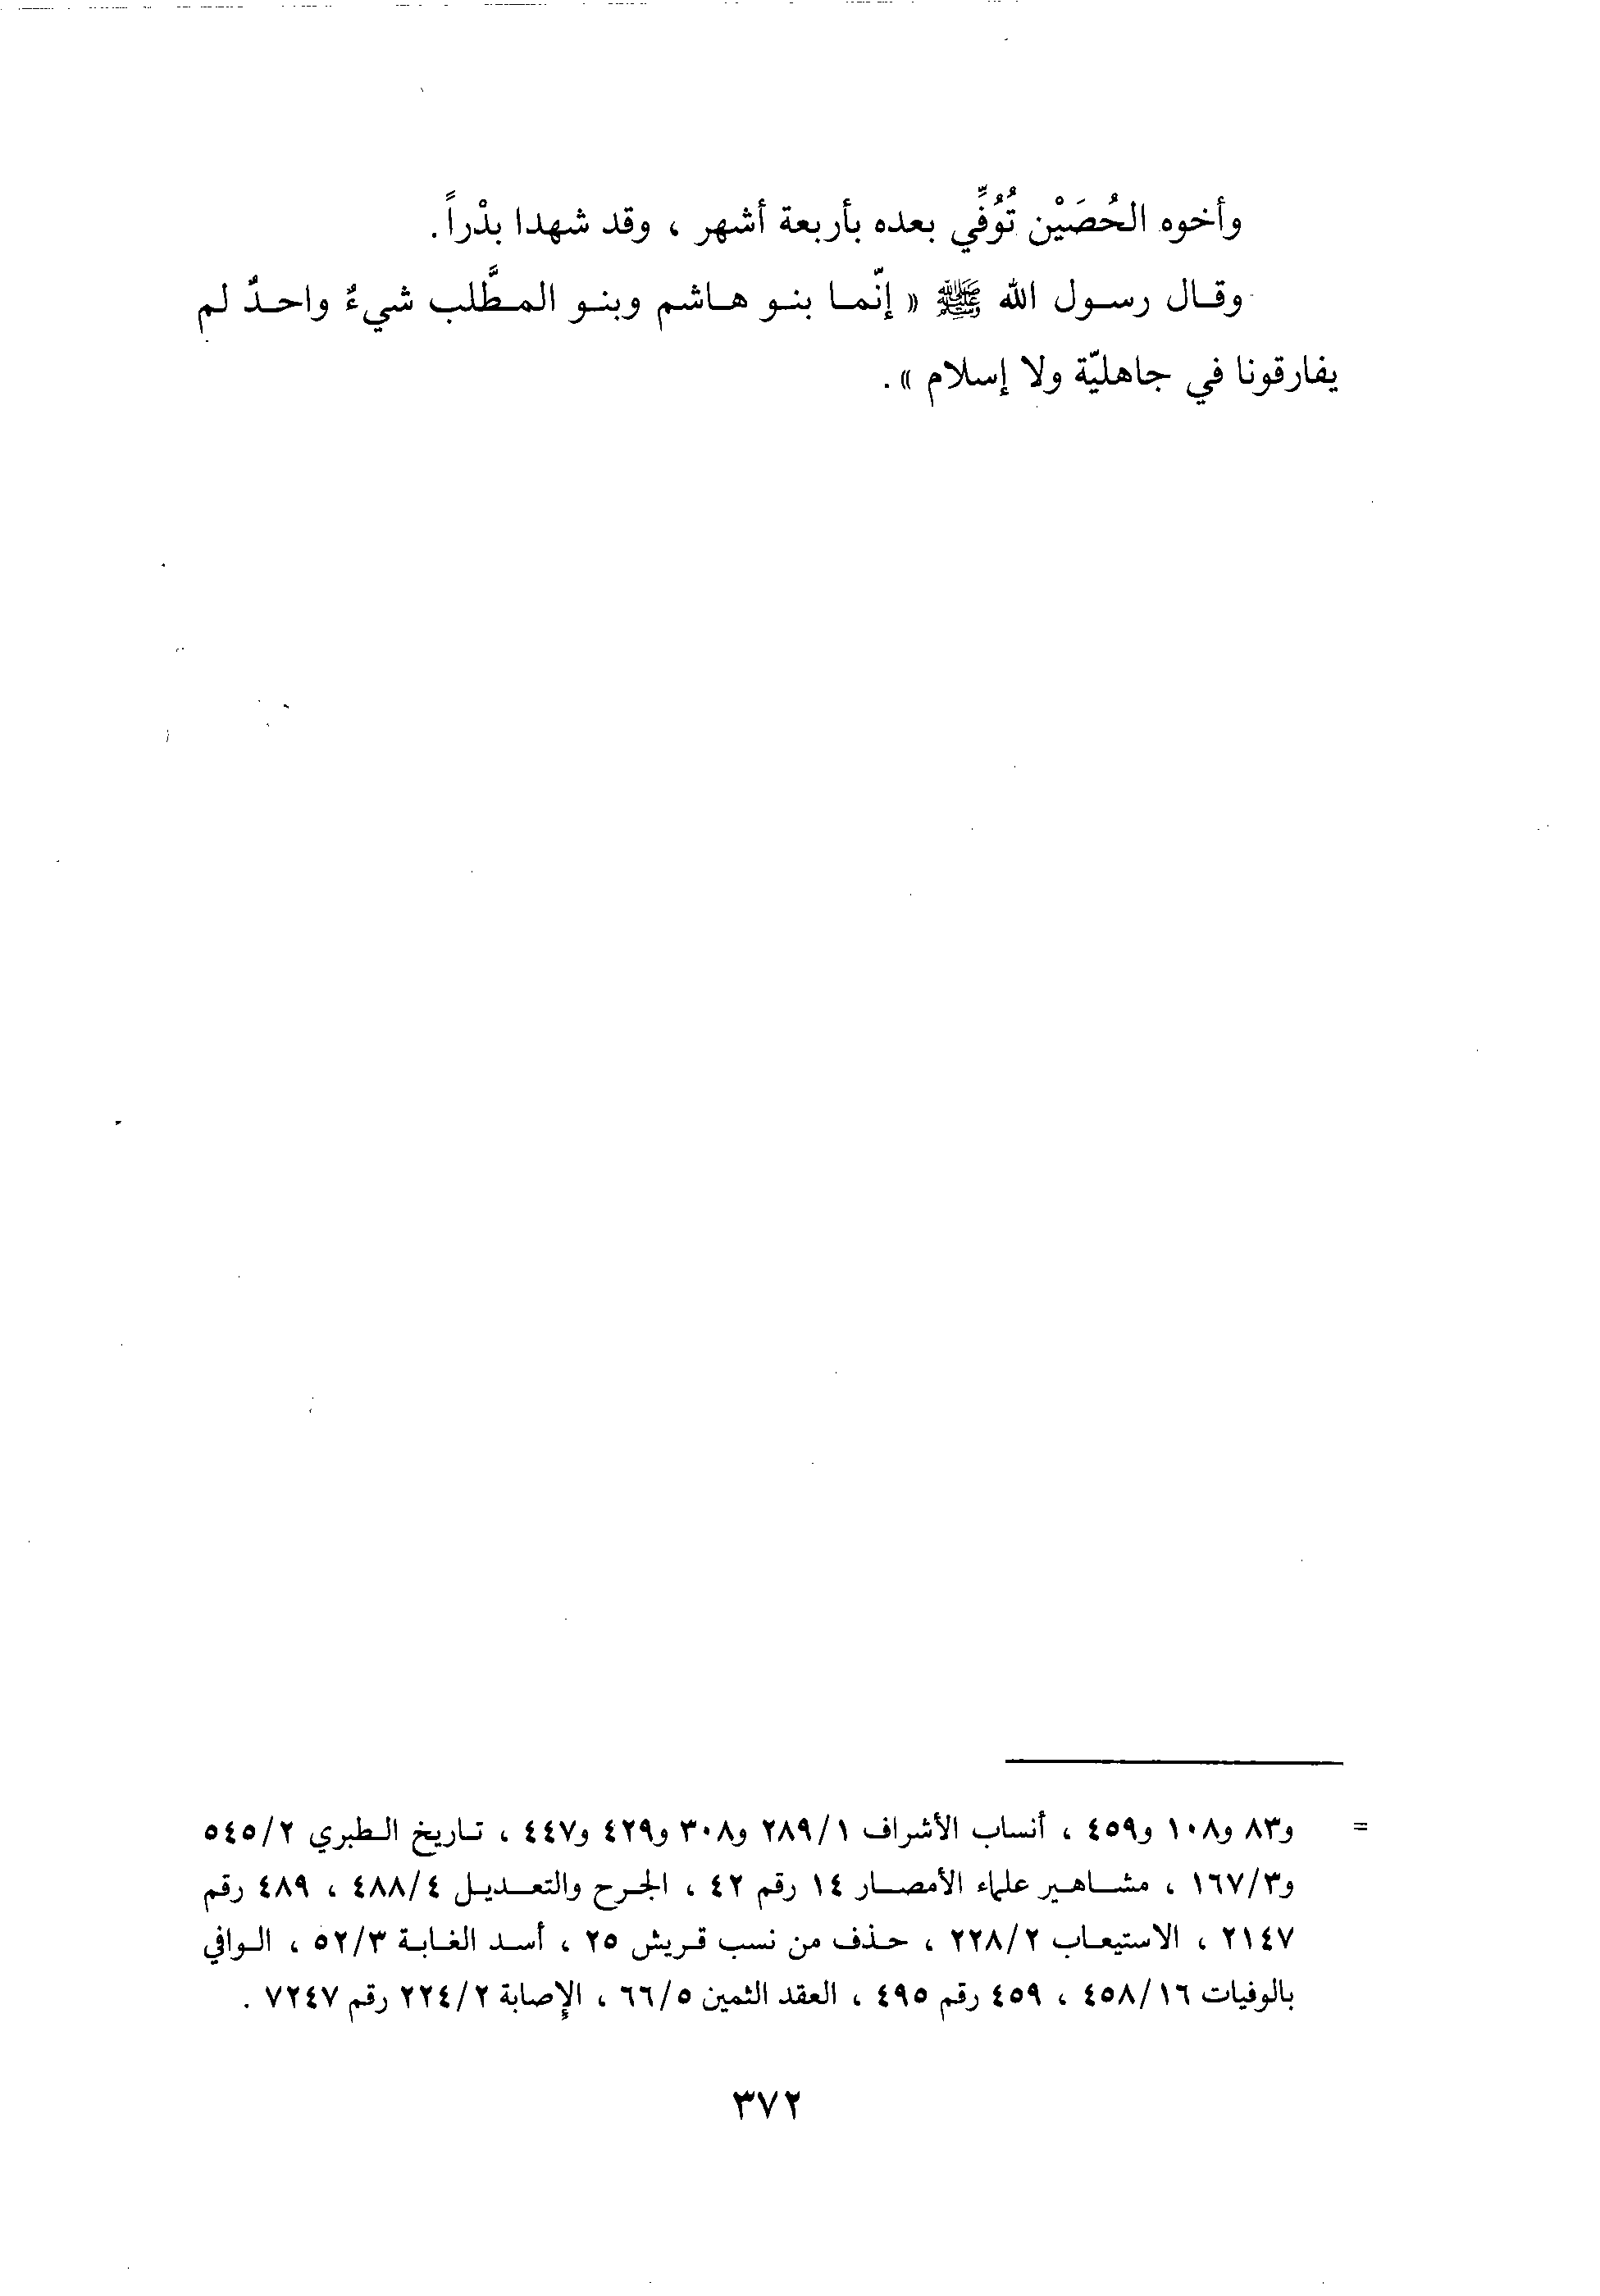 وأخوه الحُصَيْن تُوُفِّي بعده بأربعة أشهر ، وقد شهدا بدْراً.
وقال رسول الله ﷺ « إنّما بنو هاشم وبنو المطَّلب شيءٌ واحدٌ لم
يفارقونا في جاهليّة ولا إسلام ».
= و٨٣ و١٠٨ و٤٥٩ ، أنساب الأشراف ٢٨٩/١ و٣٠٨ و٤٢٩ و٤٤٧ ، تاريخ الطبري ٥٤٥/٢
و١٦٧/٣ ، مشاهير علماء الأمصار ١٤ رقم ٤٢ ، الجرح والتعديل ٤٨٨/٤ ، ٤٨٩ رقم
٢١٤٧ ، الاستيعاب ٢٢٨/٢ ، حذف من نسب قريش ٢٥ ، أسد الغابة ٥٢/٣ ، الوافي
بالوفيات ٤٥٨/١٦ ، ٤٥٩ رقم ٤٩٥ ، العقد الثمين ٦٦/٥ ، الإصابة ٢٢٤/٢ رقم ٧٢٤٧ .
٣٧٢